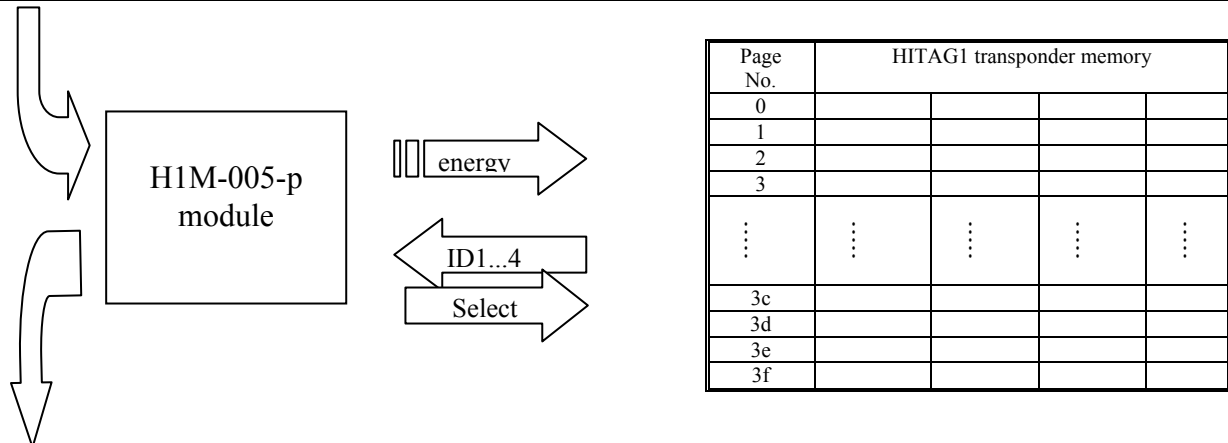 H1M-005-p
module
energy
ID1...4
Select
Page No. HITAG1 transponder memory
0
1
2
3
3c
3d
3e
3f